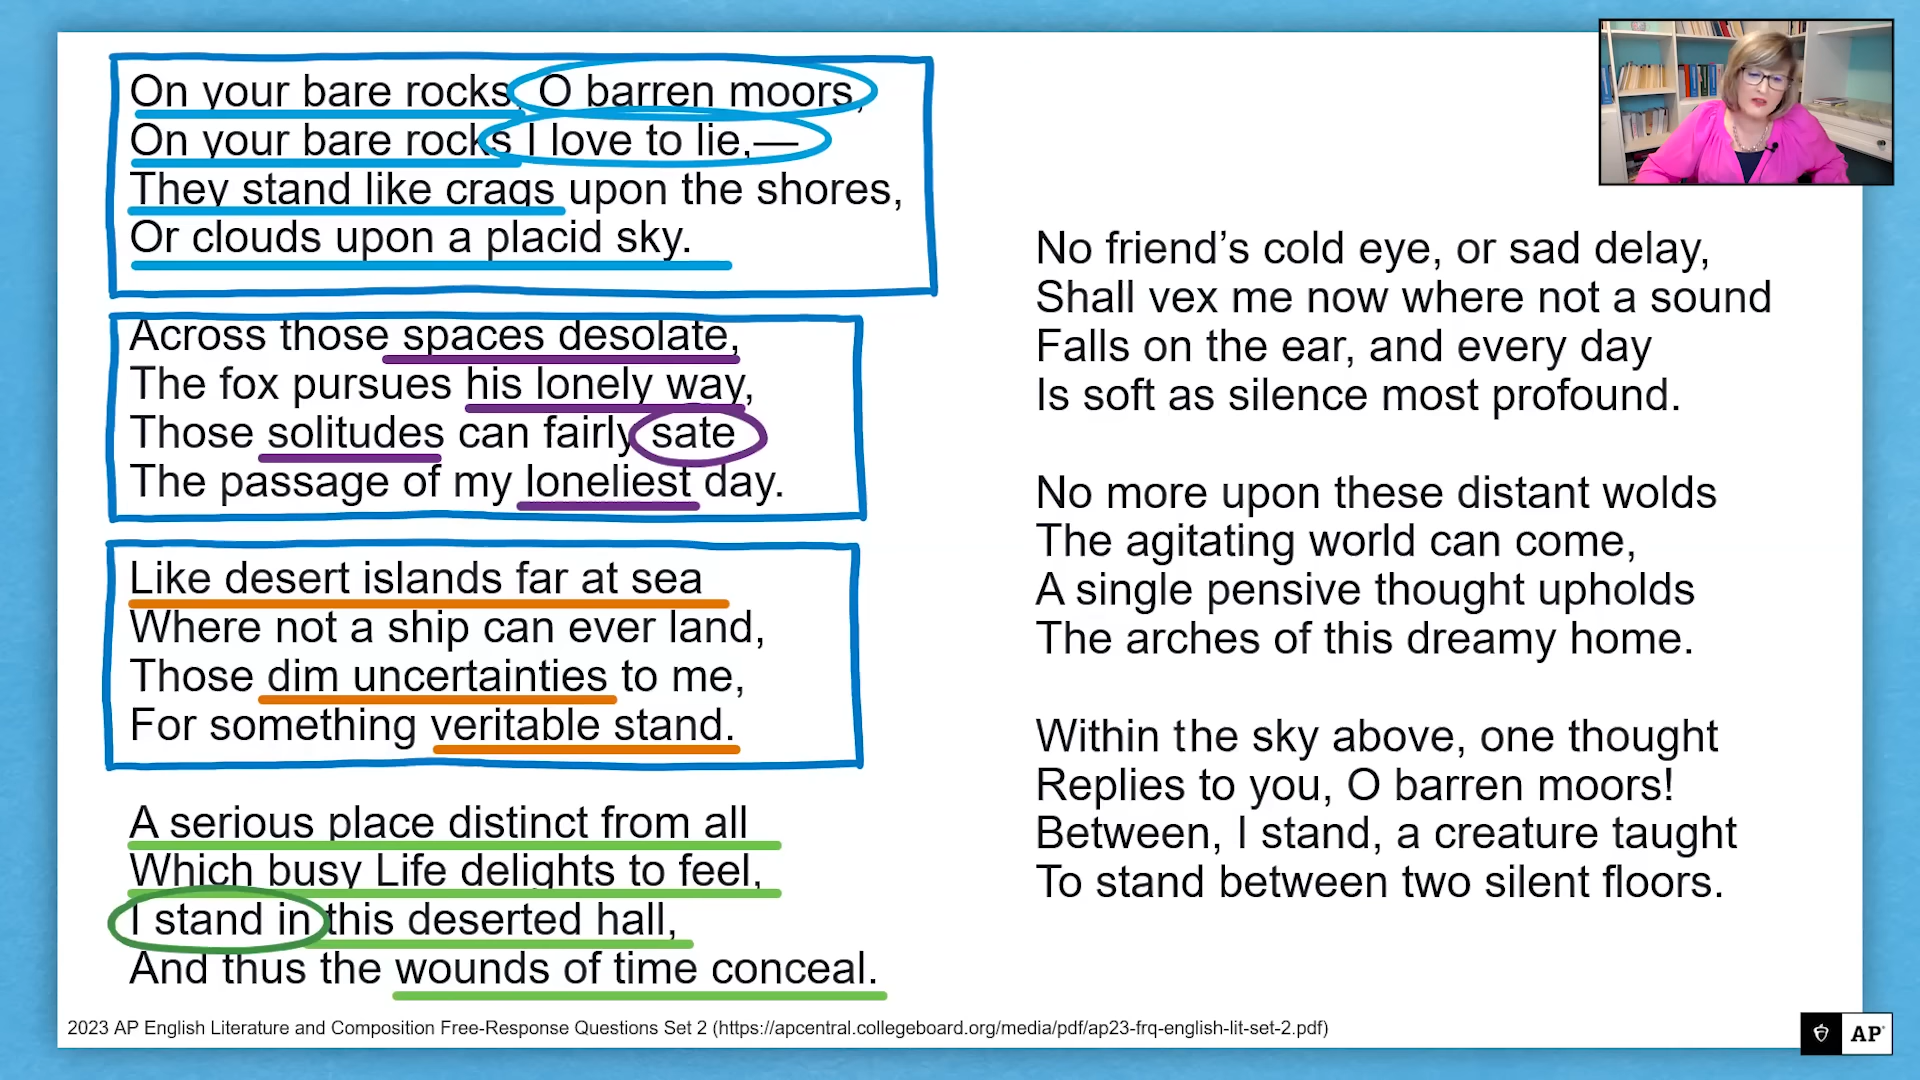 On your bare rocks, O barren moors,
On your bare rocks I love to lie,—
They stand like crags upon the shores,
Or clouds upon a placid sky.
Across those spaces desolate,
The fox pursues his lonely way,
Those solitudes can fairly sate
The passage of my loneliest day.
Like desert islands far at sea
Where not a ship can ever land,
Those dim uncertainties to me,
For something veritable stand.
A serious place distinct from all
Which busy Life delights to feel,
I stand in this deserted hall,
And thus the wounds of time conceal.
No friend’s cold eye, or sad delay,
Shall vex me now where not a sound
Falls on the ear, and every day
Is soft as silence most profound.
No more upon these distant wolds
The agitating world can come,
A single pensive thought upholds
The arches of this dreamy home.
Within the sky above, one thought
Replies to you, O barren moors!
Between, I stand, a creature taught
To stand between two silent floors.
2023 AP English Literature and Composition Free-Response Questions Set 2 (https://apcentral.collegeboard.org/media/pdf/ap23-frq-english-lit-set-2.pdf)
AP